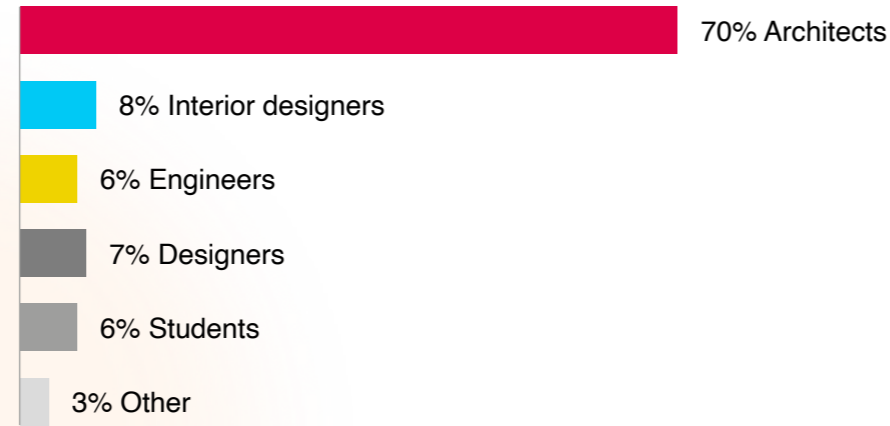 70% Architects
8% Interior designers
6% Engineers
7% Designers
6% Students
3% Other